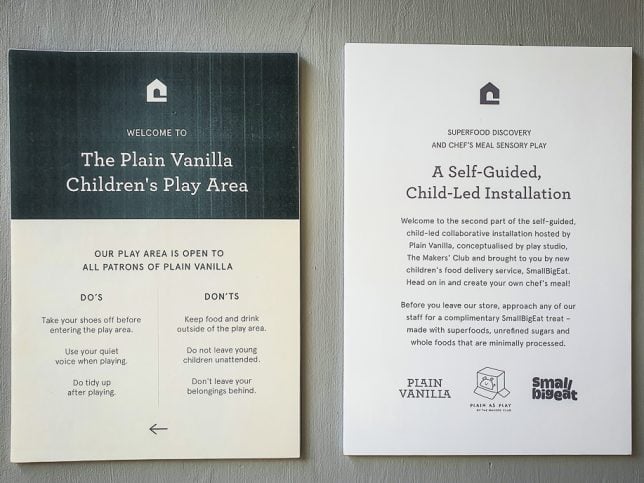 WELCOME TO
The Plain Vanilla
Children's Play Area
OUR PLAY AREA IS OPEN TO
ALL PATRONS OF PLAIN VANILLA
DO'S
Take your shoes off before
entering the play area.
Use your quiet
voice when playing.
Do tidy up
after playing.
DON'TS
Keep food and drink
outside of the play area.
Do not leave young
children unattended.
Don't leave your
belongings behind.
SUPERFOOD DISCOVERY
AND CHEF'S MEAL SENSORY PLAY
A Self-Guided,
Child-Led Installation
Welcome to the second part of the self-guided,
child-led collaborative installation hosted by
Plain Vanilla, conceptualised by play studio,
The Makers' Club and brought to you by new
children's food delivery service, SmallBigEat.
Head on in and create your own chef's meal!
Before you leave our store, approach any of our
staff for a complimentary SmallBigEat treat –
made with superfoods, unrefined sugars and
whole foods that are minimally processed.
PLAIN
VANILLA
PLAIN AS PLAY
BY THE MAKERS' CLUB
Small
bigeat